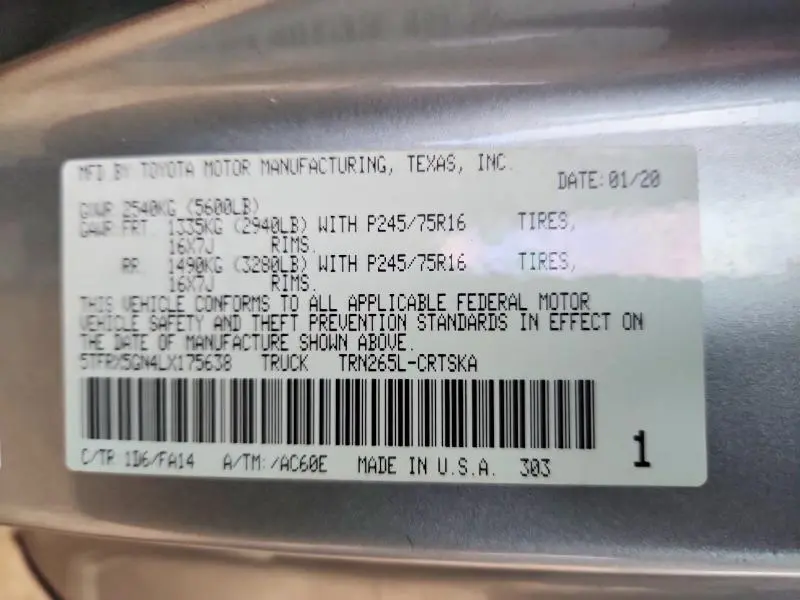 MFD BY TOYOTA MOTOR MANUFACTURING, TEXAS, INC.
DATE: 01/20
GVWR 2540KG (5600LB)
GAWR FRT. 1335KG (2940LB) WITH P245/75R16 TIRES,
16X7J RIMS.
RR. 1490KG (3280LB) WITH P245/75R16 TIRES,
16X7J RIMS.
THIS VEHICLE CONFORMS TO ALL APPLICABLE FEDERAL MOTOR
VEHICLE SAFETY AND THEFT PREVENTION STANDARDS IN EFFECT ON
THE DATE OF MANUFACTURE SHOWN ABOVE.
5TFRX5GN4LX175638 TRUCK TRN265L-CRTSKA
C/TR 1D6/FA14 A/TM:/AC60E MADE IN U.S.A. 303 1